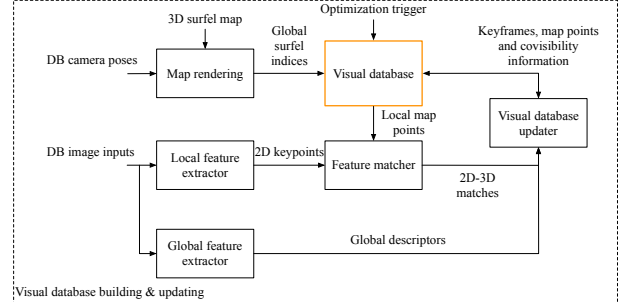 Optimization trigger
3D surfel map
Global
surfel
indices
Keyframes, map points
and covisibility
information
DB camera poses
Map rendering
Visual database
Local map
points
Visual database
updater
DB image inputs
Local feature
extractor
2D keypoints
Feature matcher
2D-3D
matches
Global feature
extractor
Global descriptors
Visual database building & updating